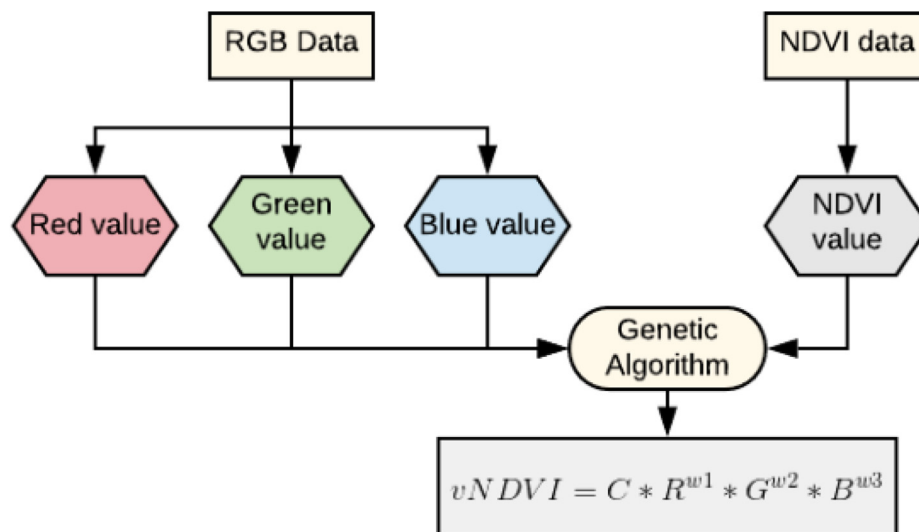 RGB Data
NDVI data
Red value
Green
value
Blue value
NDVI
value
Genetic
Algorithm
vNDVI = C * R^{w1} * G^{w2} * B^{w3}